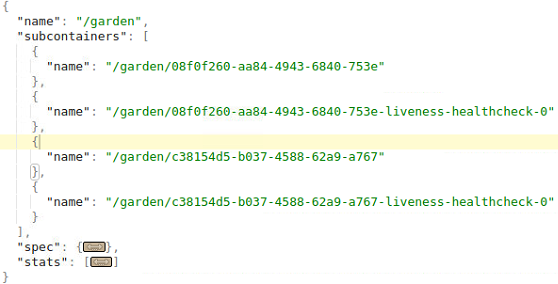 {
  "name": "/garden",
  "subcontainers": [
    {
      "name": "/garden/08f0f260-aa84-4943-6840-753e"
    },
    {
      "name": "/garden/08f0f260-aa84-4943-6840-753e-liveness-healthcheck-0"
    },
    {
      "name": "/garden/c38154d5-b037-4588-62a9-a767"
    },
    {
      "name": "/garden/c38154d5-b037-4588-62a9-a767-liveness-healthcheck-0"
    }
  ],
  "spec": {},
  "stats": []
}